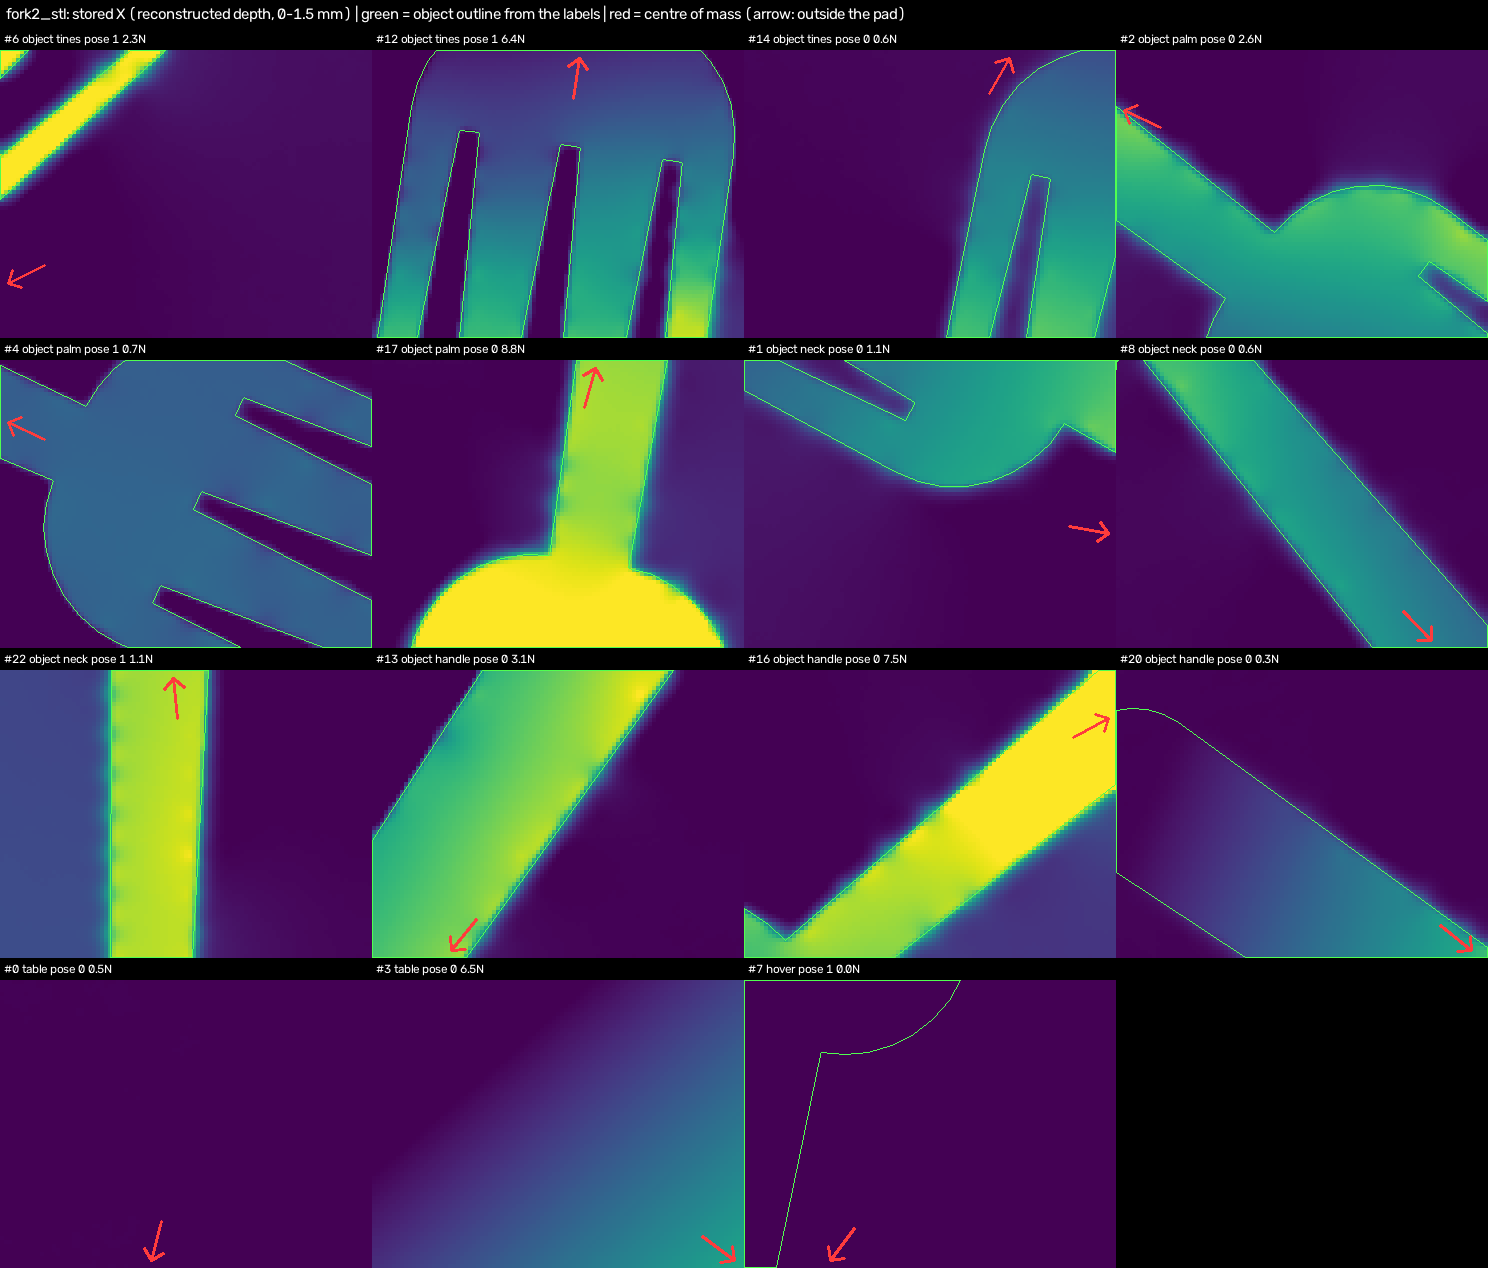 fork2_stl: stored X (reconstructed depth, 0-1.5 mm) | green = object outline from the labels | red = centre of mass (arrow: outside the pad)
#6 object tines pose 1 2.3N
#12 object tines pose 1 6.4N
#14 object tines pose 0 0.6N
#2 object palm pose 0 2.6N
#4 object palm pose 1 0.7N
#17 object palm pose 0 8.8N
#1 object neck pose 0 1.1N
#8 object neck pose 0 0.6N
#22 object neck pose 1 1.1N
#13 object handle pose 0 3.1N
#16 object handle pose 0 7.5N
#20 object handle pose 0 0.3N
#0 table pose 0 0.5N
#3 table pose 0 6.5N
#7 hover pose 1 0.0N